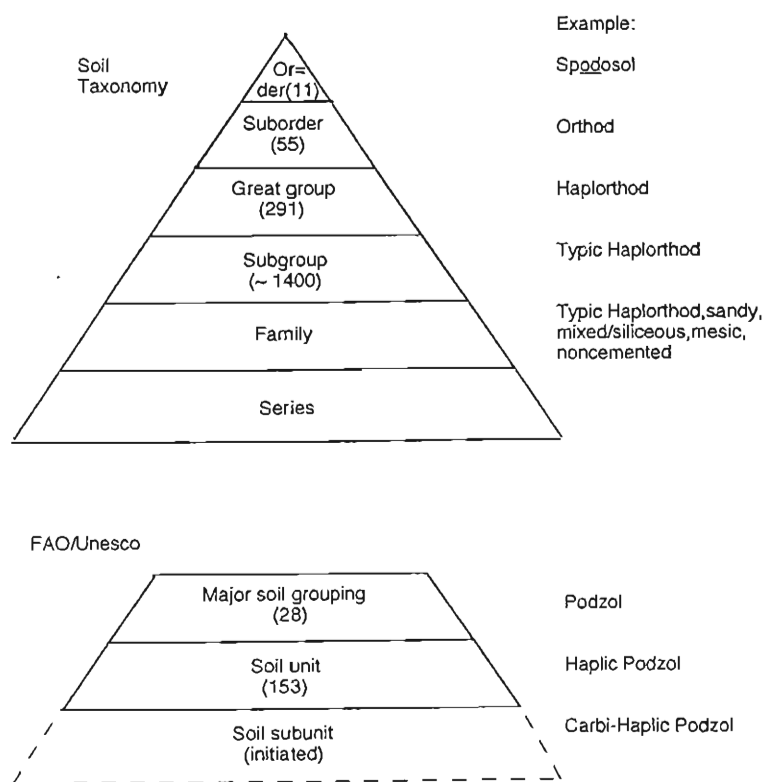 Example:
Soil
Taxonomy
Or=
der(11)
Spodosol
Suborder
(55)
Orthod
Great group
(291)
Haplorthod
Subgroup
(~ 1400)
Typic Haplorthod
Family
Typic Haplorthod,sandy,
mixed/siliceous,mesic,
noncemented
Series
FAO/Unesco
Major soil grouping
(28)
Podzol
Soil unit
(153)
Haplic Podzol
Soil subunit
(initiated)
Carbi-Haplic Podzol